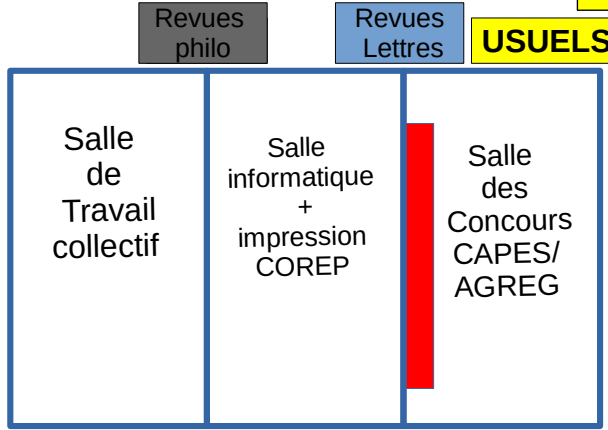 Revues
philo
Revues
Lettres
USUELS
Salle
de
Travail
collectif
Salle
informatique
+
impression
COREP
Salle
des
Concours
CAPES/
AGREG